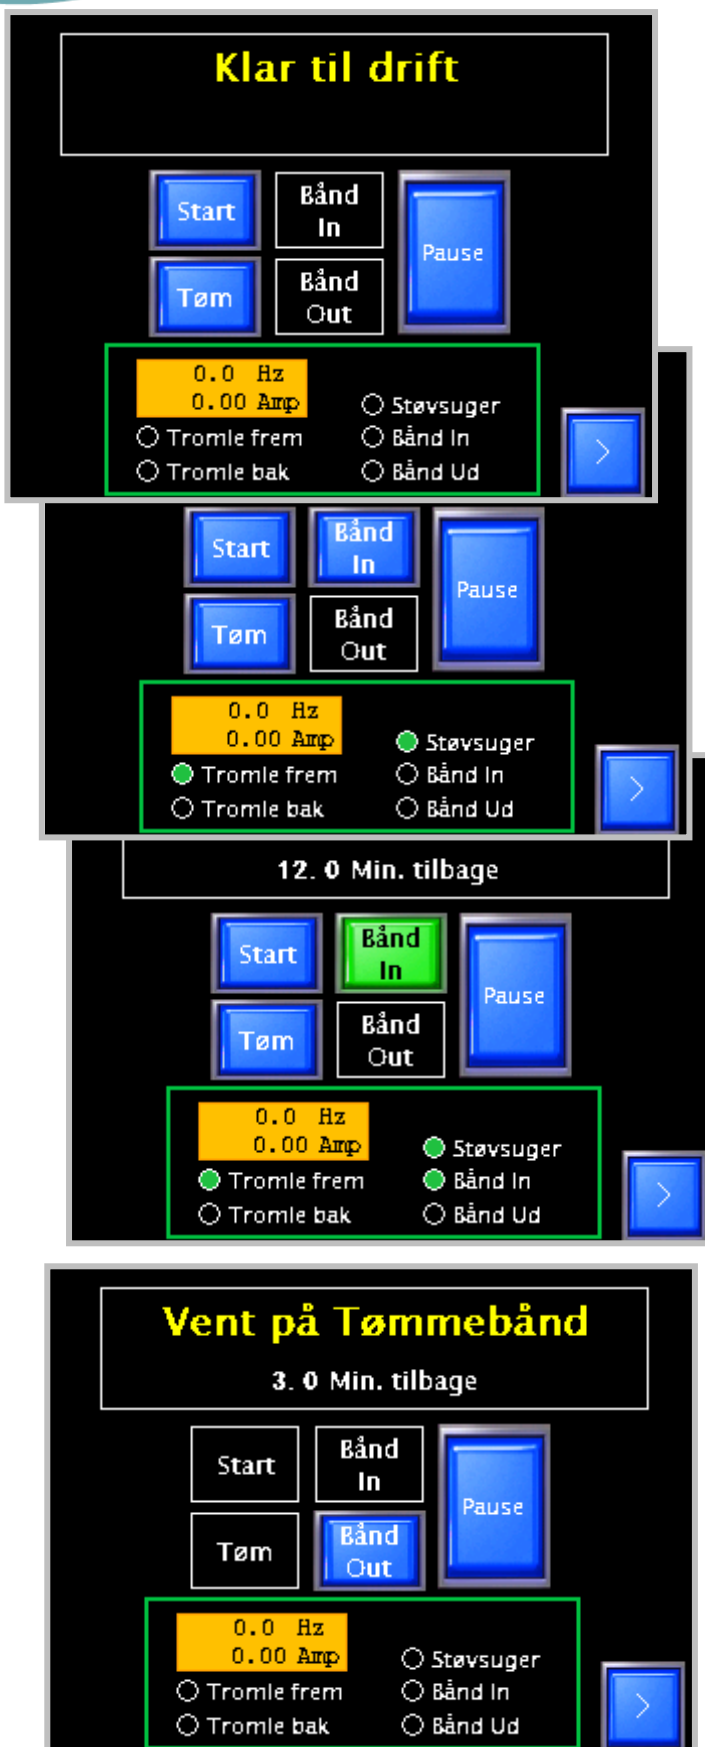 Klar til drift
Start
Bånd
In
Pause
Tøm
Bånd
Out
0.0 Hz
0.00 Amp
Støvsuger
Tromle frem
Bånd In
Tromle bak
Bånd Ud
>
Start
Bånd
In
Pause
Tøm
Bånd
Out
0.0 Hz
0.00 Amp
Støvsuger
Tromle frem
Bånd In
Tromle bak
Bånd Ud
>
12. 0 Min. tilbage
Start
Bånd
In
Pause
Tøm
Bånd
Out
0.0 Hz
0.00 Amp
Støvsuger
Tromle frem
Bånd In
Tromle bak
Bånd Ud
>
Vent på Tømmebånd
3. 0 Min. tilbage
Start
Bånd
In
Pause
Tøm
Bånd
Out
0.0 Hz
0.00 Amp
Støvsuger
Tromle frem
Bånd In
Tromle bak
Bånd Ud
>